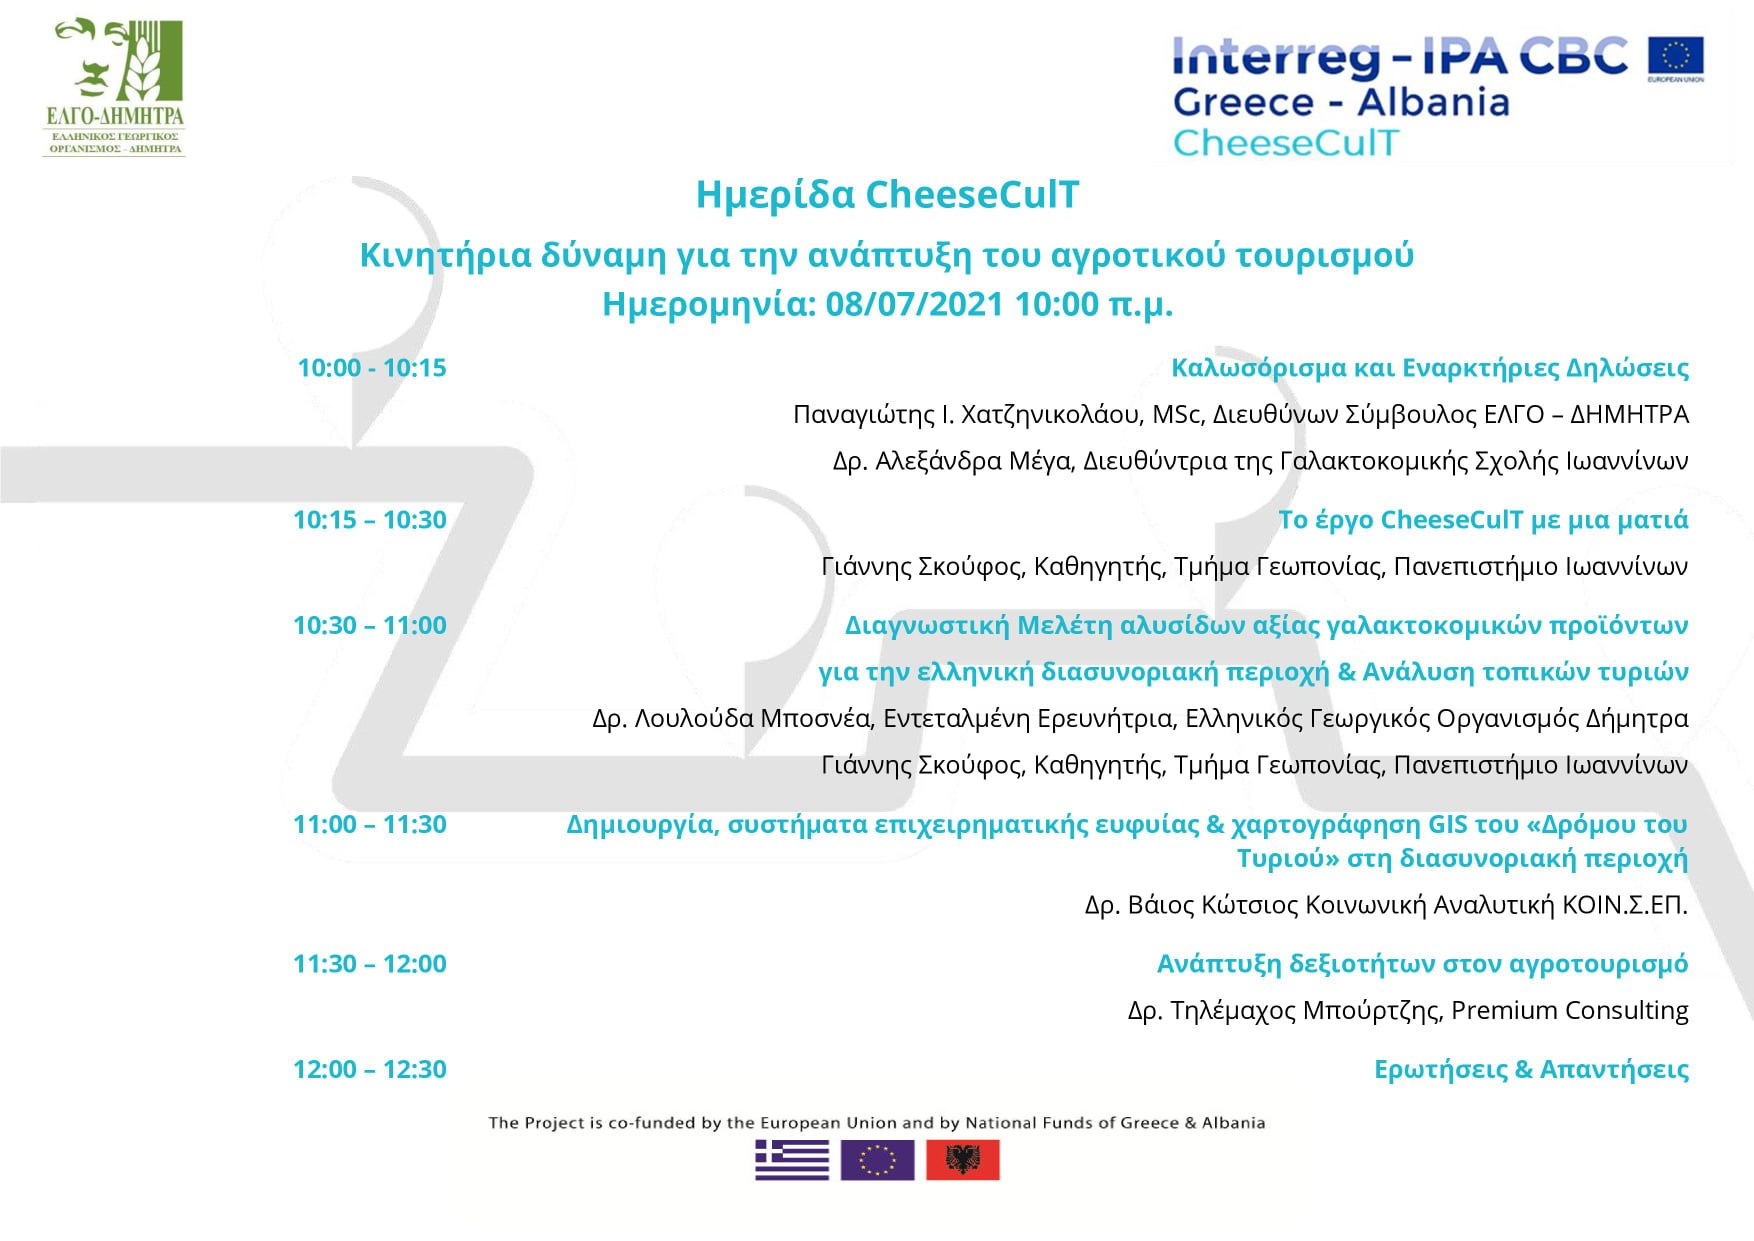 ΕΛΓΟ-ΔΗΜΗΤΡΑ
ΕΛΛΗΝΙΚΟΣ ΓΕΩΡΓΙΚΟΣ
ΟΡΓΑΝΙΣΜΟΣ - ΔΗΜΗΤΡΑ
Interreg - IPA CBC
EUROPEAN UNION
Greece - Albania
CheeseCulT
Ημερίδα CheeseCulT
Κινητήρια δύναμη για την ανάπτυξη του αγροτικού τουρισμού
Ημερομηνία: 08/07/2021 10:00 π.μ.
10:00 - 10:15 Καλωσόρισμα και Εναρκτήριες Δηλώσεις
Παναγιώτης Ι. Χατζηνικολάου, MSc, Διευθύνων Σύμβουλος ΕΛΓΟ – ΔΗΜΗΤΡΑ
Δρ. Αλεξάνδρα Μέγα, Διευθύντρια της Γαλακτοκομικής Σχολής Ιωαννίνων
10:15 – 10:30 Το έργο CheeseCulT με μια ματιά
Γιάννης Σκούφος, Καθηγητής, Τμήμα Γεωπονίας, Πανεπιστήμιο Ιωαννίνων
10:30 – 11:00 Διαγνωστική Μελέτη αλυσίδων αξίας γαλακτοκομικών προϊόντων
για την ελληνική διασυνοριακή περιοχή & Ανάλυση τοπικών τυριών
Δρ. Λουλούδα Μποσνέα, Εντεταλμένη Ερευνήτρια, Ελληνικός Γεωργικός Οργανισμός Δήμητρα
Γιάννης Σκούφος, Καθηγητής, Τμήμα Γεωπονίας, Πανεπιστήμιο Ιωαννίνων
11:00 – 11:30 Δημιουργία, συστήματα επιχειρηματικής ευφυίας & χαρτογράφηση GIS του «Δρόμου του
Τυριού» στη διασυνοριακή περιοχή
Δρ. Βάιος Κώτσιος Κοινωνική Αναλυτική ΚΟΙΝ.Σ.ΕΠ.
11:30 – 12:00 Ανάπτυξη δεξιοτήτων στον αγροτουρισμό
Δρ. Τηλέμαχος Μπούρτζης, Premium Consulting
12:00 – 12:30 Ερωτήσεις & Απαντήσεις
The Project is co-funded by the European Union and by National Funds of Greece & Albania